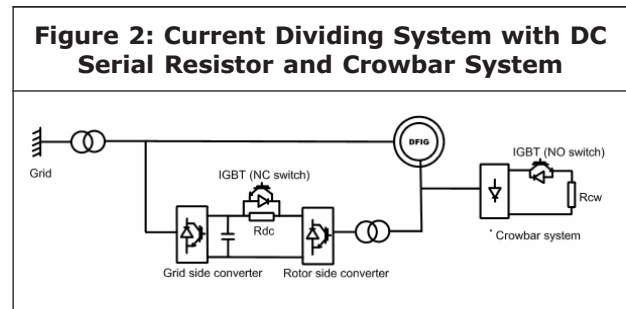 Figure 2: Current Dividing System with DC
Serial Resistor and Crowbar System
DFIG
IGBT (NO switch)
Grid
IGBT (NC switch)
Rcw
Rdc
Crowbar system
Grid side converter
Rotor side converter